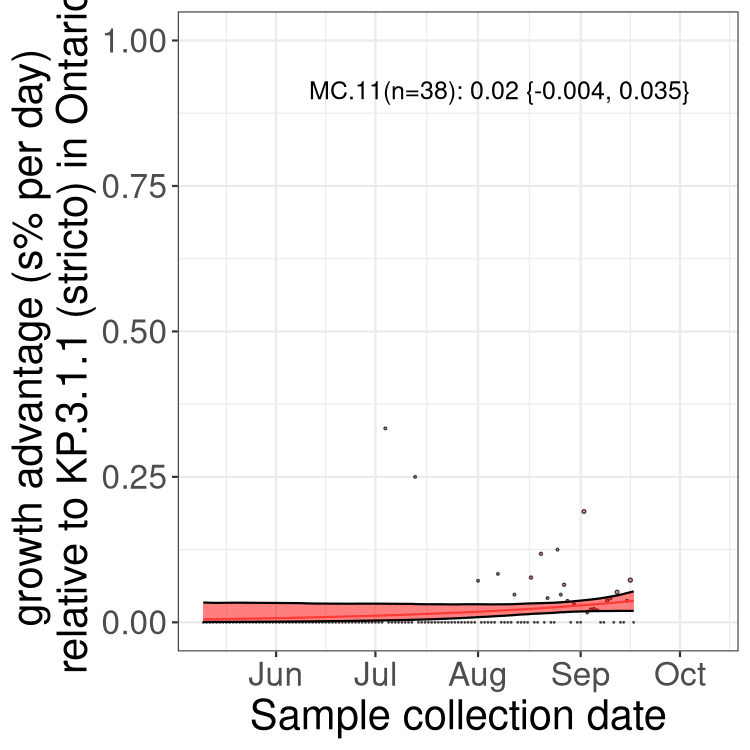 growth advantage (s% per day)
relative to KP.3.1.1 (stricto) in Ontario
1.00
0.75
0.50
0.25
0.00
MC.11(n=38): 0.02 {-0.004, 0.035}
Jun Jul Aug Sep Oct
Sample collection date